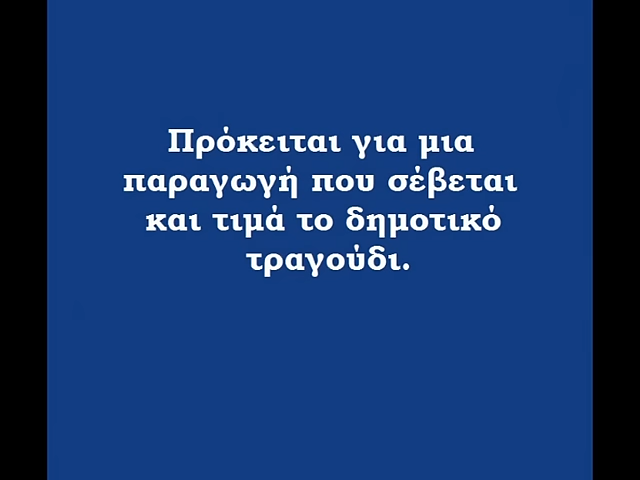 Πρόκειται για μια
παραγωγή που σέβεται
και τιμά το δημοτικό
τραγούδι.